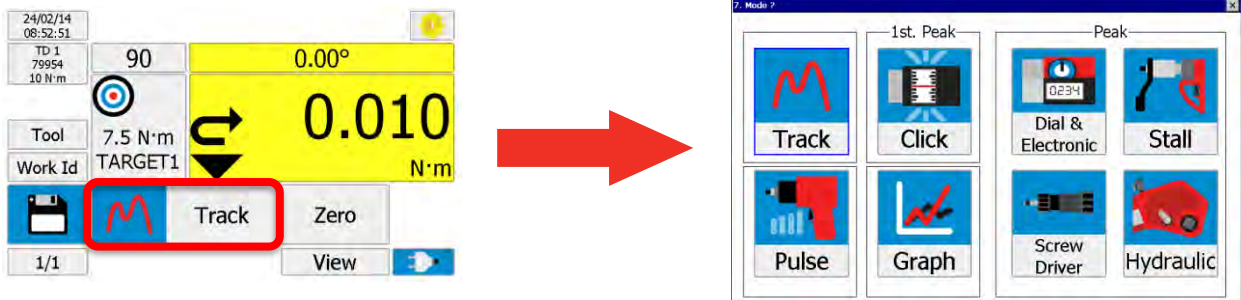 24/02/14
08:52:51
TD 1
79954
10 N·m
90
0.00°
7.5 N·m
TARGET1
0.010
N·m
Tool
Work Id
Track
Zero
1/1
View
7. Mode ?
1st. Peak
Peak
Track
Click
Dial &
Electronic
0234
Stall
Pulse
Graph
Screw
Driver
Hydraulic